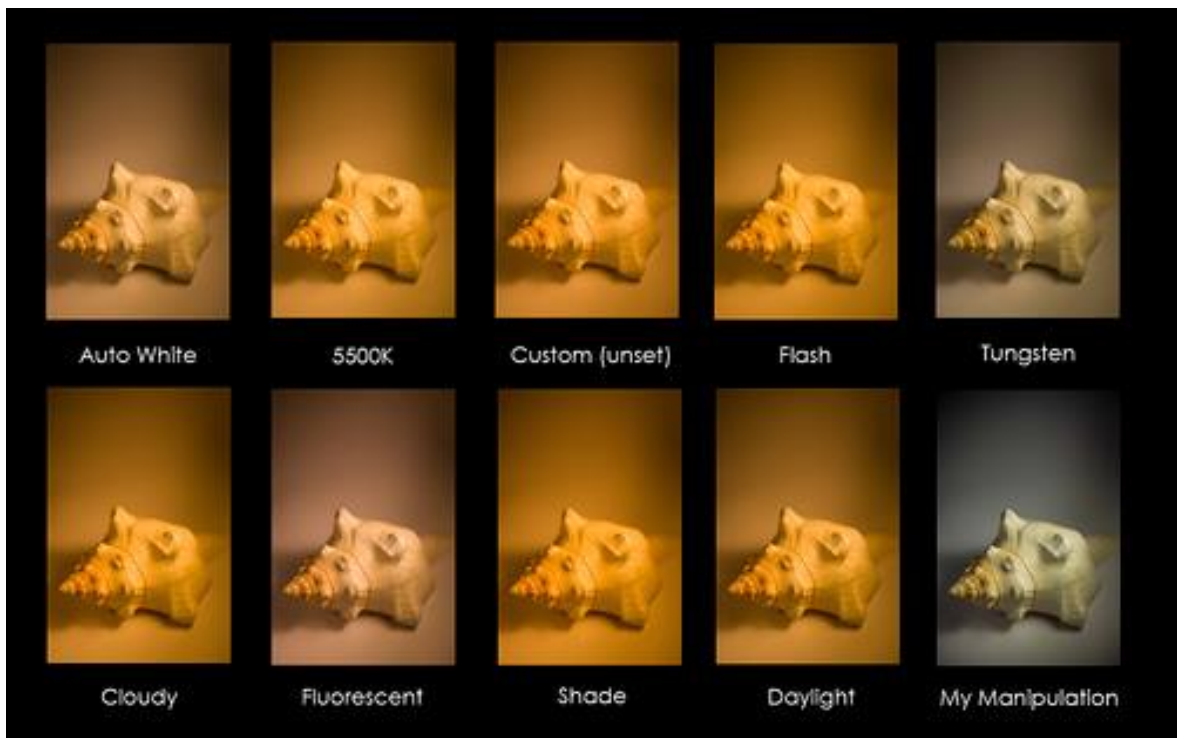 Auto White
5500K
Custom (unset)
Flash
Tungsten
Cloudy
Fluorescent
Shade
Daylight
My Manipulation